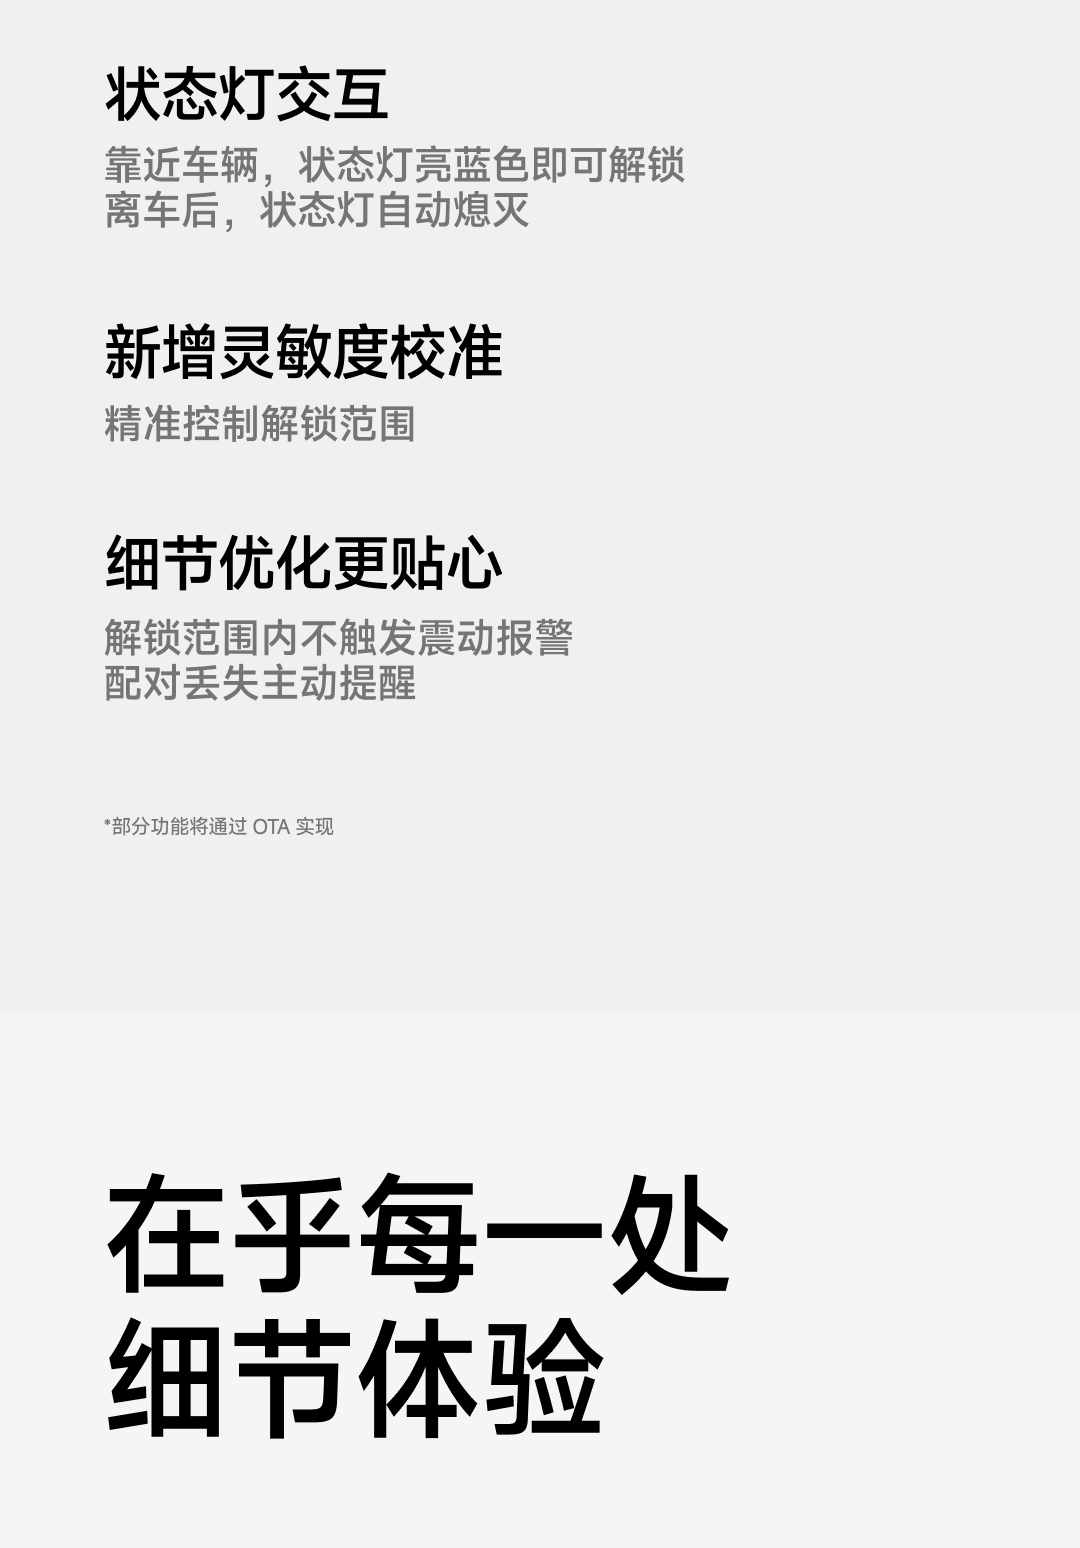 状态灯交互
靠近车辆，状态灯亮蓝色即可解锁
离车后，状态灯自动熄灭
新增灵敏度校准
精准控制解锁范围
细节优化更贴心
解锁范围内不触发震动报警
配对丢失主动提醒
*部分功能将通过 OTA 实现
在乎每一处
细节体验